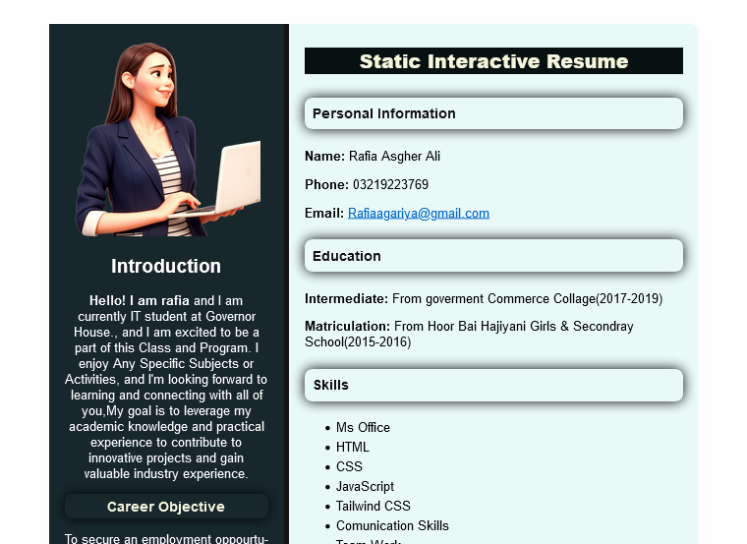 Introduction
Hello! I am rafia and I am
currently IT student at Governor
House., and I am excited to be a
part of this Class and Program. I
enjoy Any Specific Subjects or
Activities, and I'm looking forward to
learning and connecting with all of
you,My goal is to leverage my
academic knowledge and practical
experience to contribute to
innovative projects and gain
valuable industry experience.
Career Objective
To secure an employment oppourtu-
Static Interactive Resume
Personal Information
Name: Rafia Asgher Ali
Phone: 03219223769
Email: Rafiaagariya@gmail.com
Education
Intermediate: From goverment Commerce Collage(2017-2019)
Matriculation: From Hoor Bai Hajiyani Girls & Secondray
School(2015-2016)
Skills
• Ms Office
• HTML
• CSS
• JavaScript
• Tailwind CSS
• Comunication Skills
• Team Work